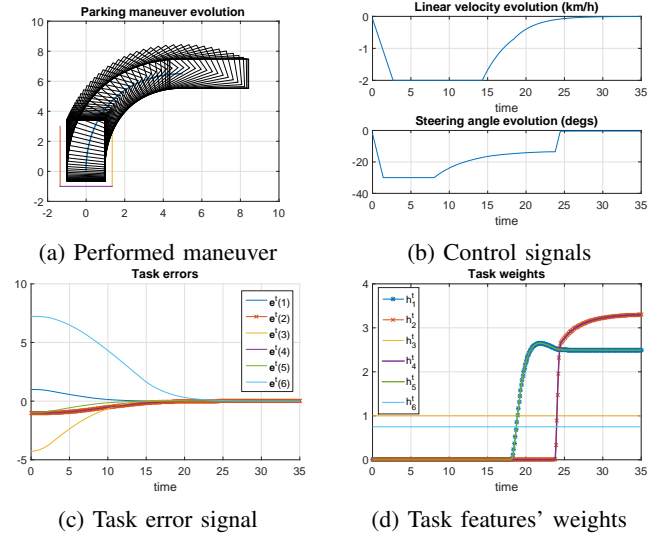 Parking maneuver evolution
10
8
6
4
2
0
-2
-2 0 2 4 6 8 10
(a) Performed maneuver
Linear velocity evolution (km/h)
0
-1
-2
0 5 10 15 20 25 30 35
time
Steering angle evolution (degs)
0
-20
-40
0 5 10 15 20 25 30 35
time
(b) Control signals
Task errors
10
5
0
-5
0 5 10 15 20 25 30 35
time
e^t(1)
e^t(2)
e^t(3)
e^t(4)
e^t(5)
e^t(6)
(c) Task error signal
Task weights
4
3
2
1
0
0 5 10 15 20 25 30 35
time
h^t_1
h^t_2
h^t_3
h^t_4
h^t_5
h^t_6
(d) Task features' weights